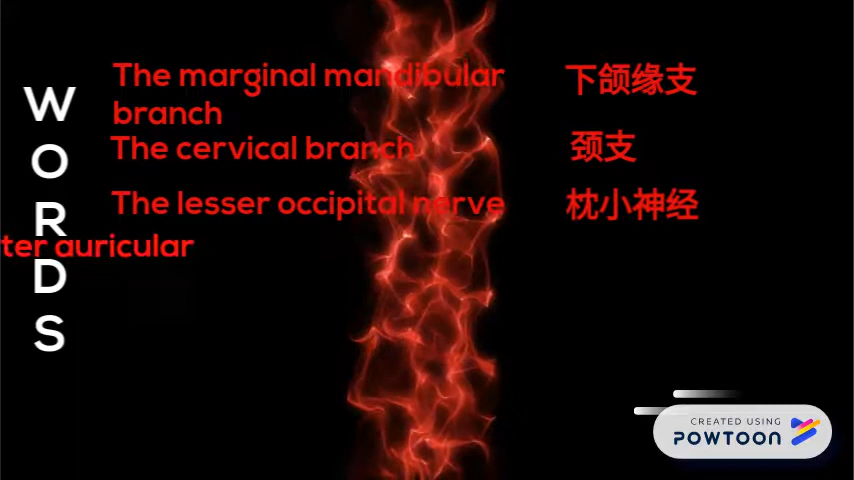 WORDS
The marginal mandibular 下颌缘支
branch
The cervical branch 颈支
The lesser occipital nerve 枕小神经
ter auricular
CREATED USING
POWTOON